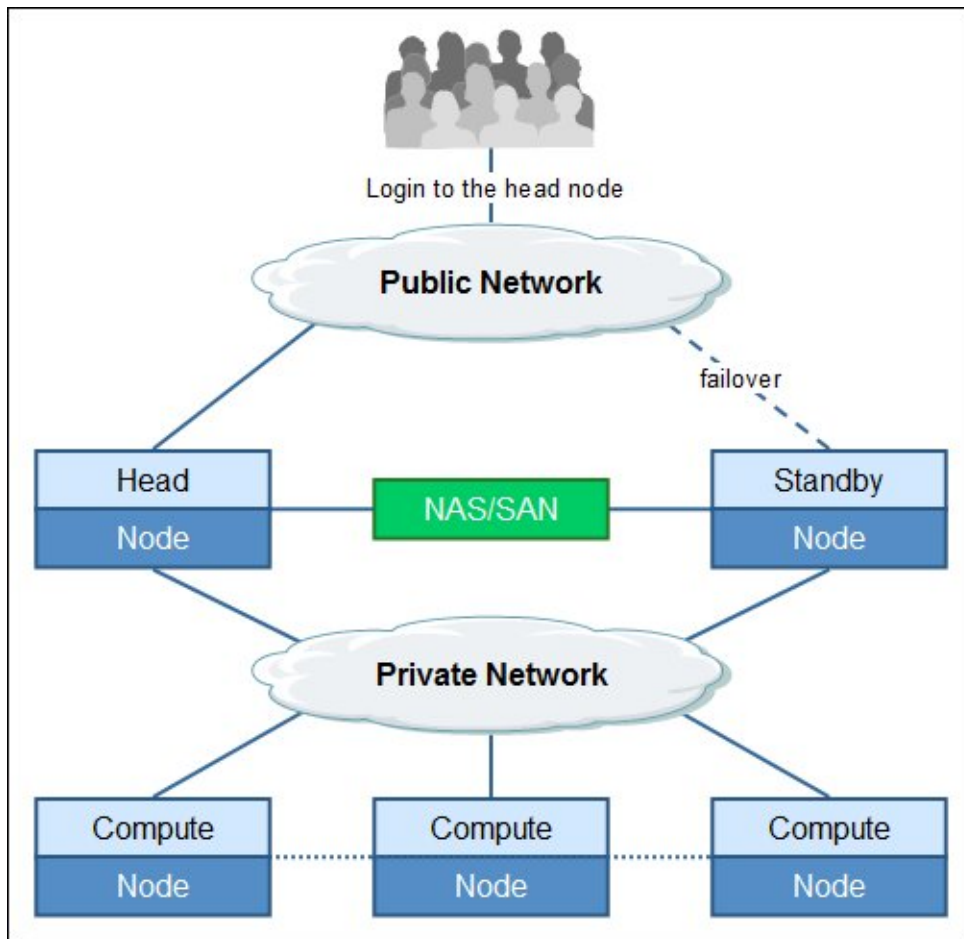 Login to the head node
Public Network
failover
Head
Node
NAS/SAN
Standby
Node
Private Network
Compute
Node
Compute
Node
Compute
Node